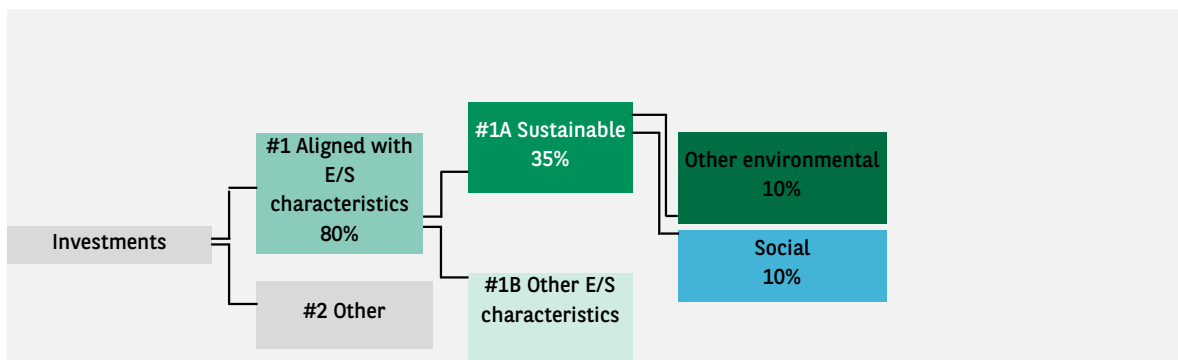 Investments
#1 Aligned with
E/S
characteristics
80%
#2 Other
#1A Sustainable
35%
#1B Other E/S
characteristics
Other environmental
10%
Social
10%